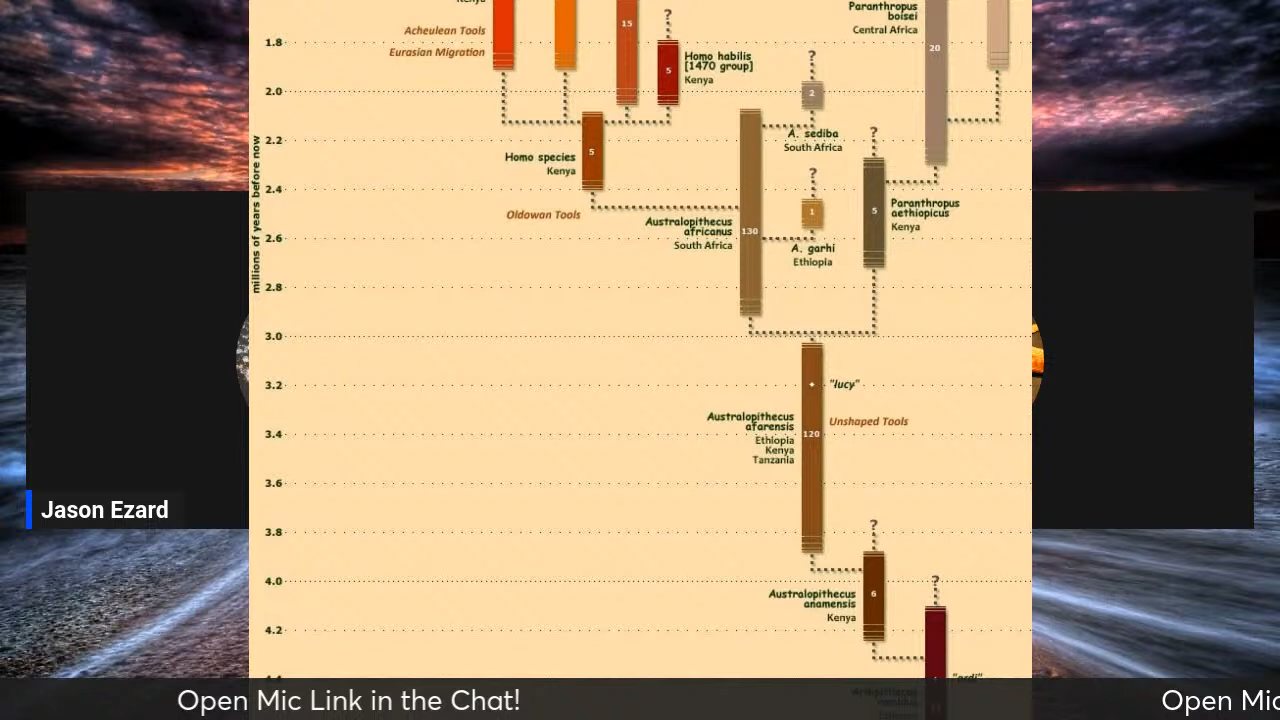 Kenya
Acheulean Tools
Eurasian Migration
15
?
5
Homo habilis
[1470 group]
Kenya
Paranthropus
boisei
Central Africa
20
1.8
?
2
A. sediba
South Africa
2.0
2.2
millions of years before now
Homo species
Kenya
5
?
5
Paranthropus
aethiopicus
Kenya
2.4
Oldowan Tools
Australopithecus
africanus
South Africa
130
?
1
A. garhi
Ethiopia
2.6
2.8
3.0
3.2
"lucy"
Australopithecus
afarensis
Ethiopia
Kenya
Tanzania
120
Unshaped Tools
3.4
3.6
3.8
?
4.0
?
Australopithecus
anamensis
Kenya
6
4.2
"ardi"
Jason Ezard
Open Mic Link in the Chat!
Open Mic